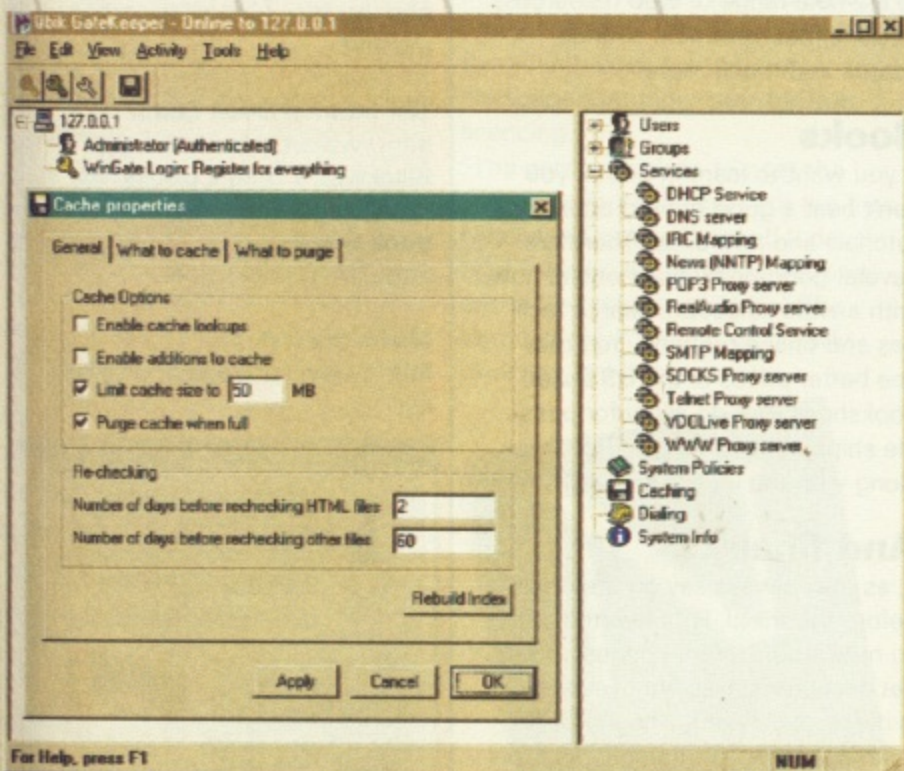 Qbik GateKeeper - Online to 127.0.0.1
File Edit View Activity Tools Help
127.0.0.1
Administrator (Authenticated)
WinGate Login: Register for everything
Cache properties
General
What to cache
What to purge
Cache Options
Enable cache lookups
Enable additions to cache
Limit cache size to 50 MB
Purge cache when full
Re-checking
Number of days before rechecking HTML files 2
Number of days before rechecking other files 60
Rebuild Index
Apply Cancel OK
Users
Groups
Services
DHCP Service
DNS server
IRC Mapping
News (NNTP) Mapping
POP3 Proxy server
RealAudio Proxy server
Remote Control Service
SMTP Mapping
SOCKS Proxy server
Telnet Proxy server
VDOLive Proxy server
WWW Proxy server
System Policies
Caching
Dialing
System Info
For Help, press F1
NUM